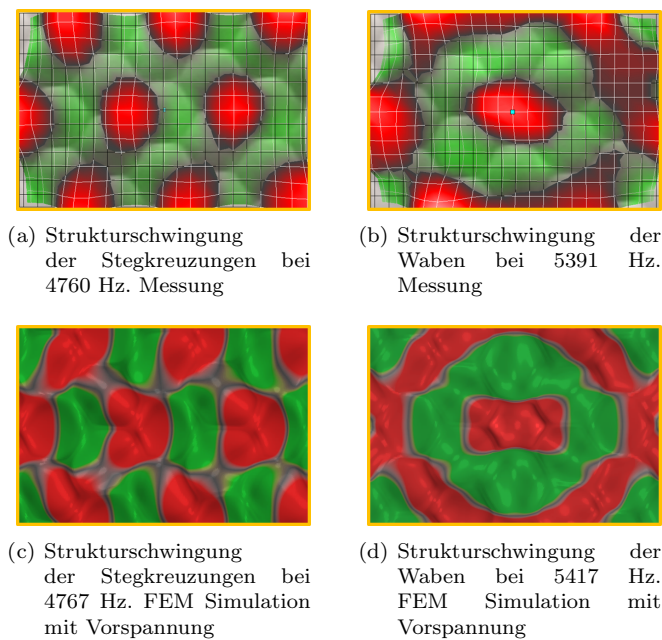 (a) Strukturschwingung
der Stegkreuzungen bei
4760 Hz. Messung
(b) Strukturschwingung der
Waben bei 5391 Hz.
Messung
(c) Strukturschwingung
der Stegkreuzungen bei
4767 Hz. FEM Simulation
mit Vorspannung
(d) Strukturschwingung der
Waben bei 5417 Hz.
FEM Simulation mit
Vorspannung